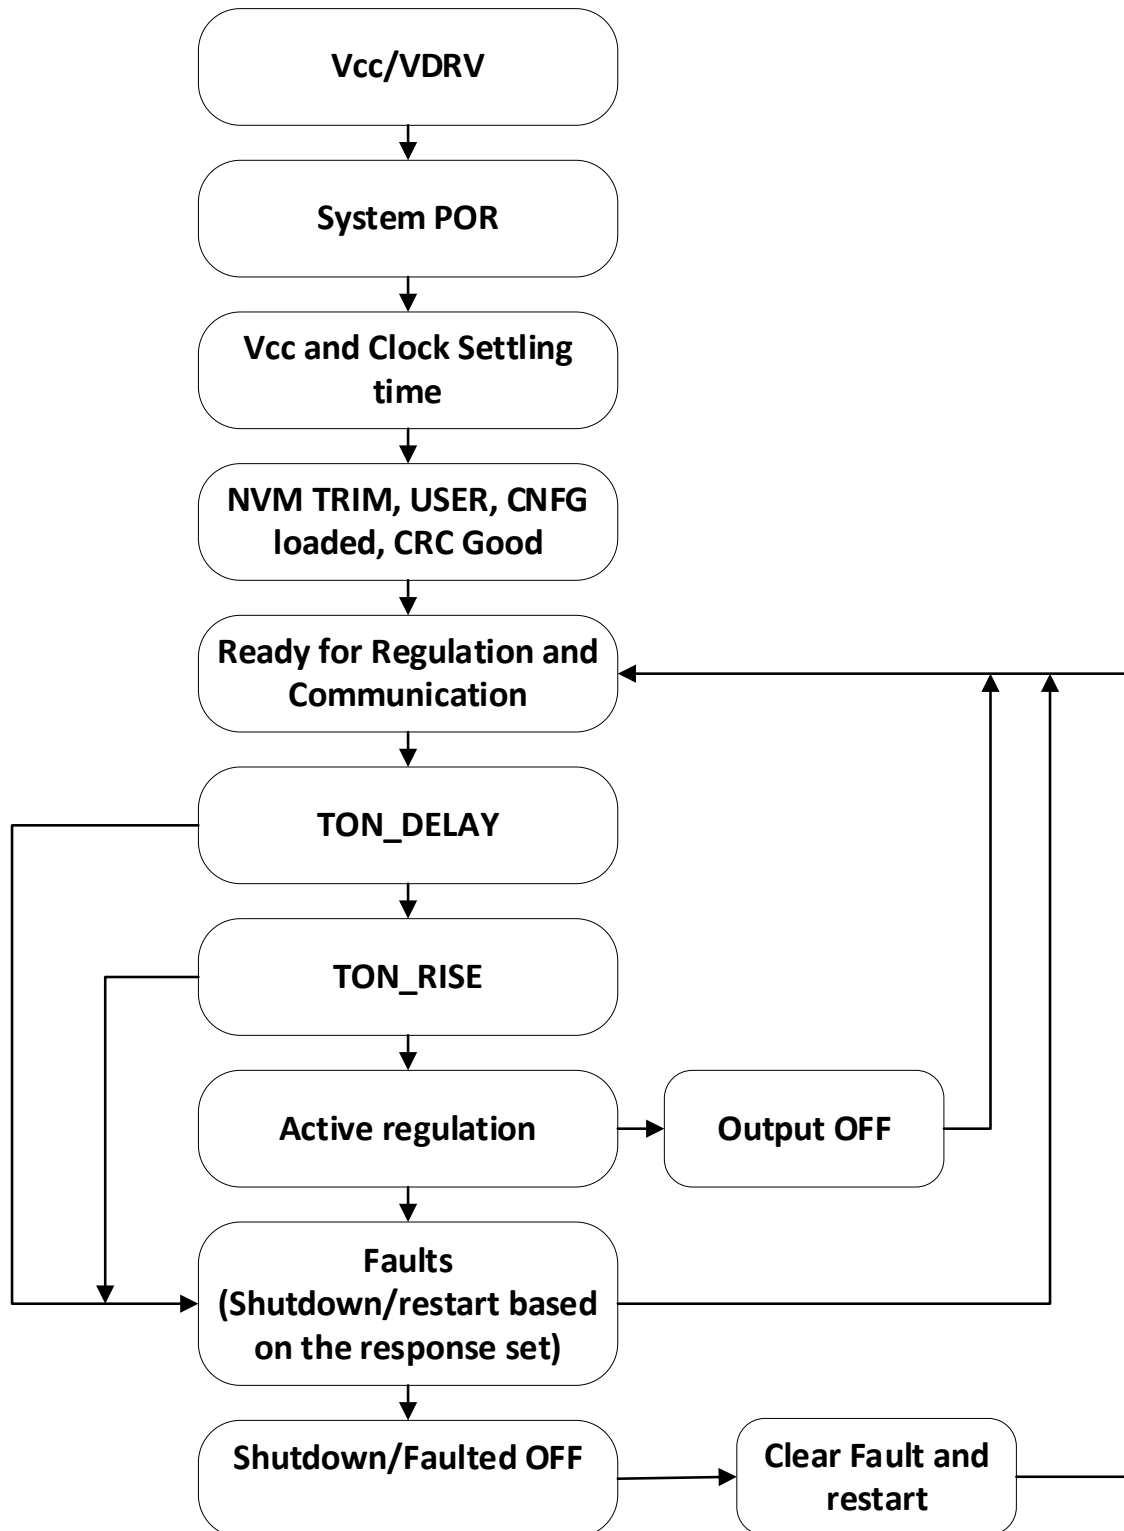 Vcc/VDRV
System POR
Vcc and Clock Settling
time
NVM TRIM, USER, CNFG
loaded, CRC Good
Ready for Regulation and
Communication
TON_DELAY
TON_RISE
Active regulation
Output OFF
Faults
(Shutdown/restart based
on the response set)
Shutdown/Faulted OFF
Clear Fault and
restart